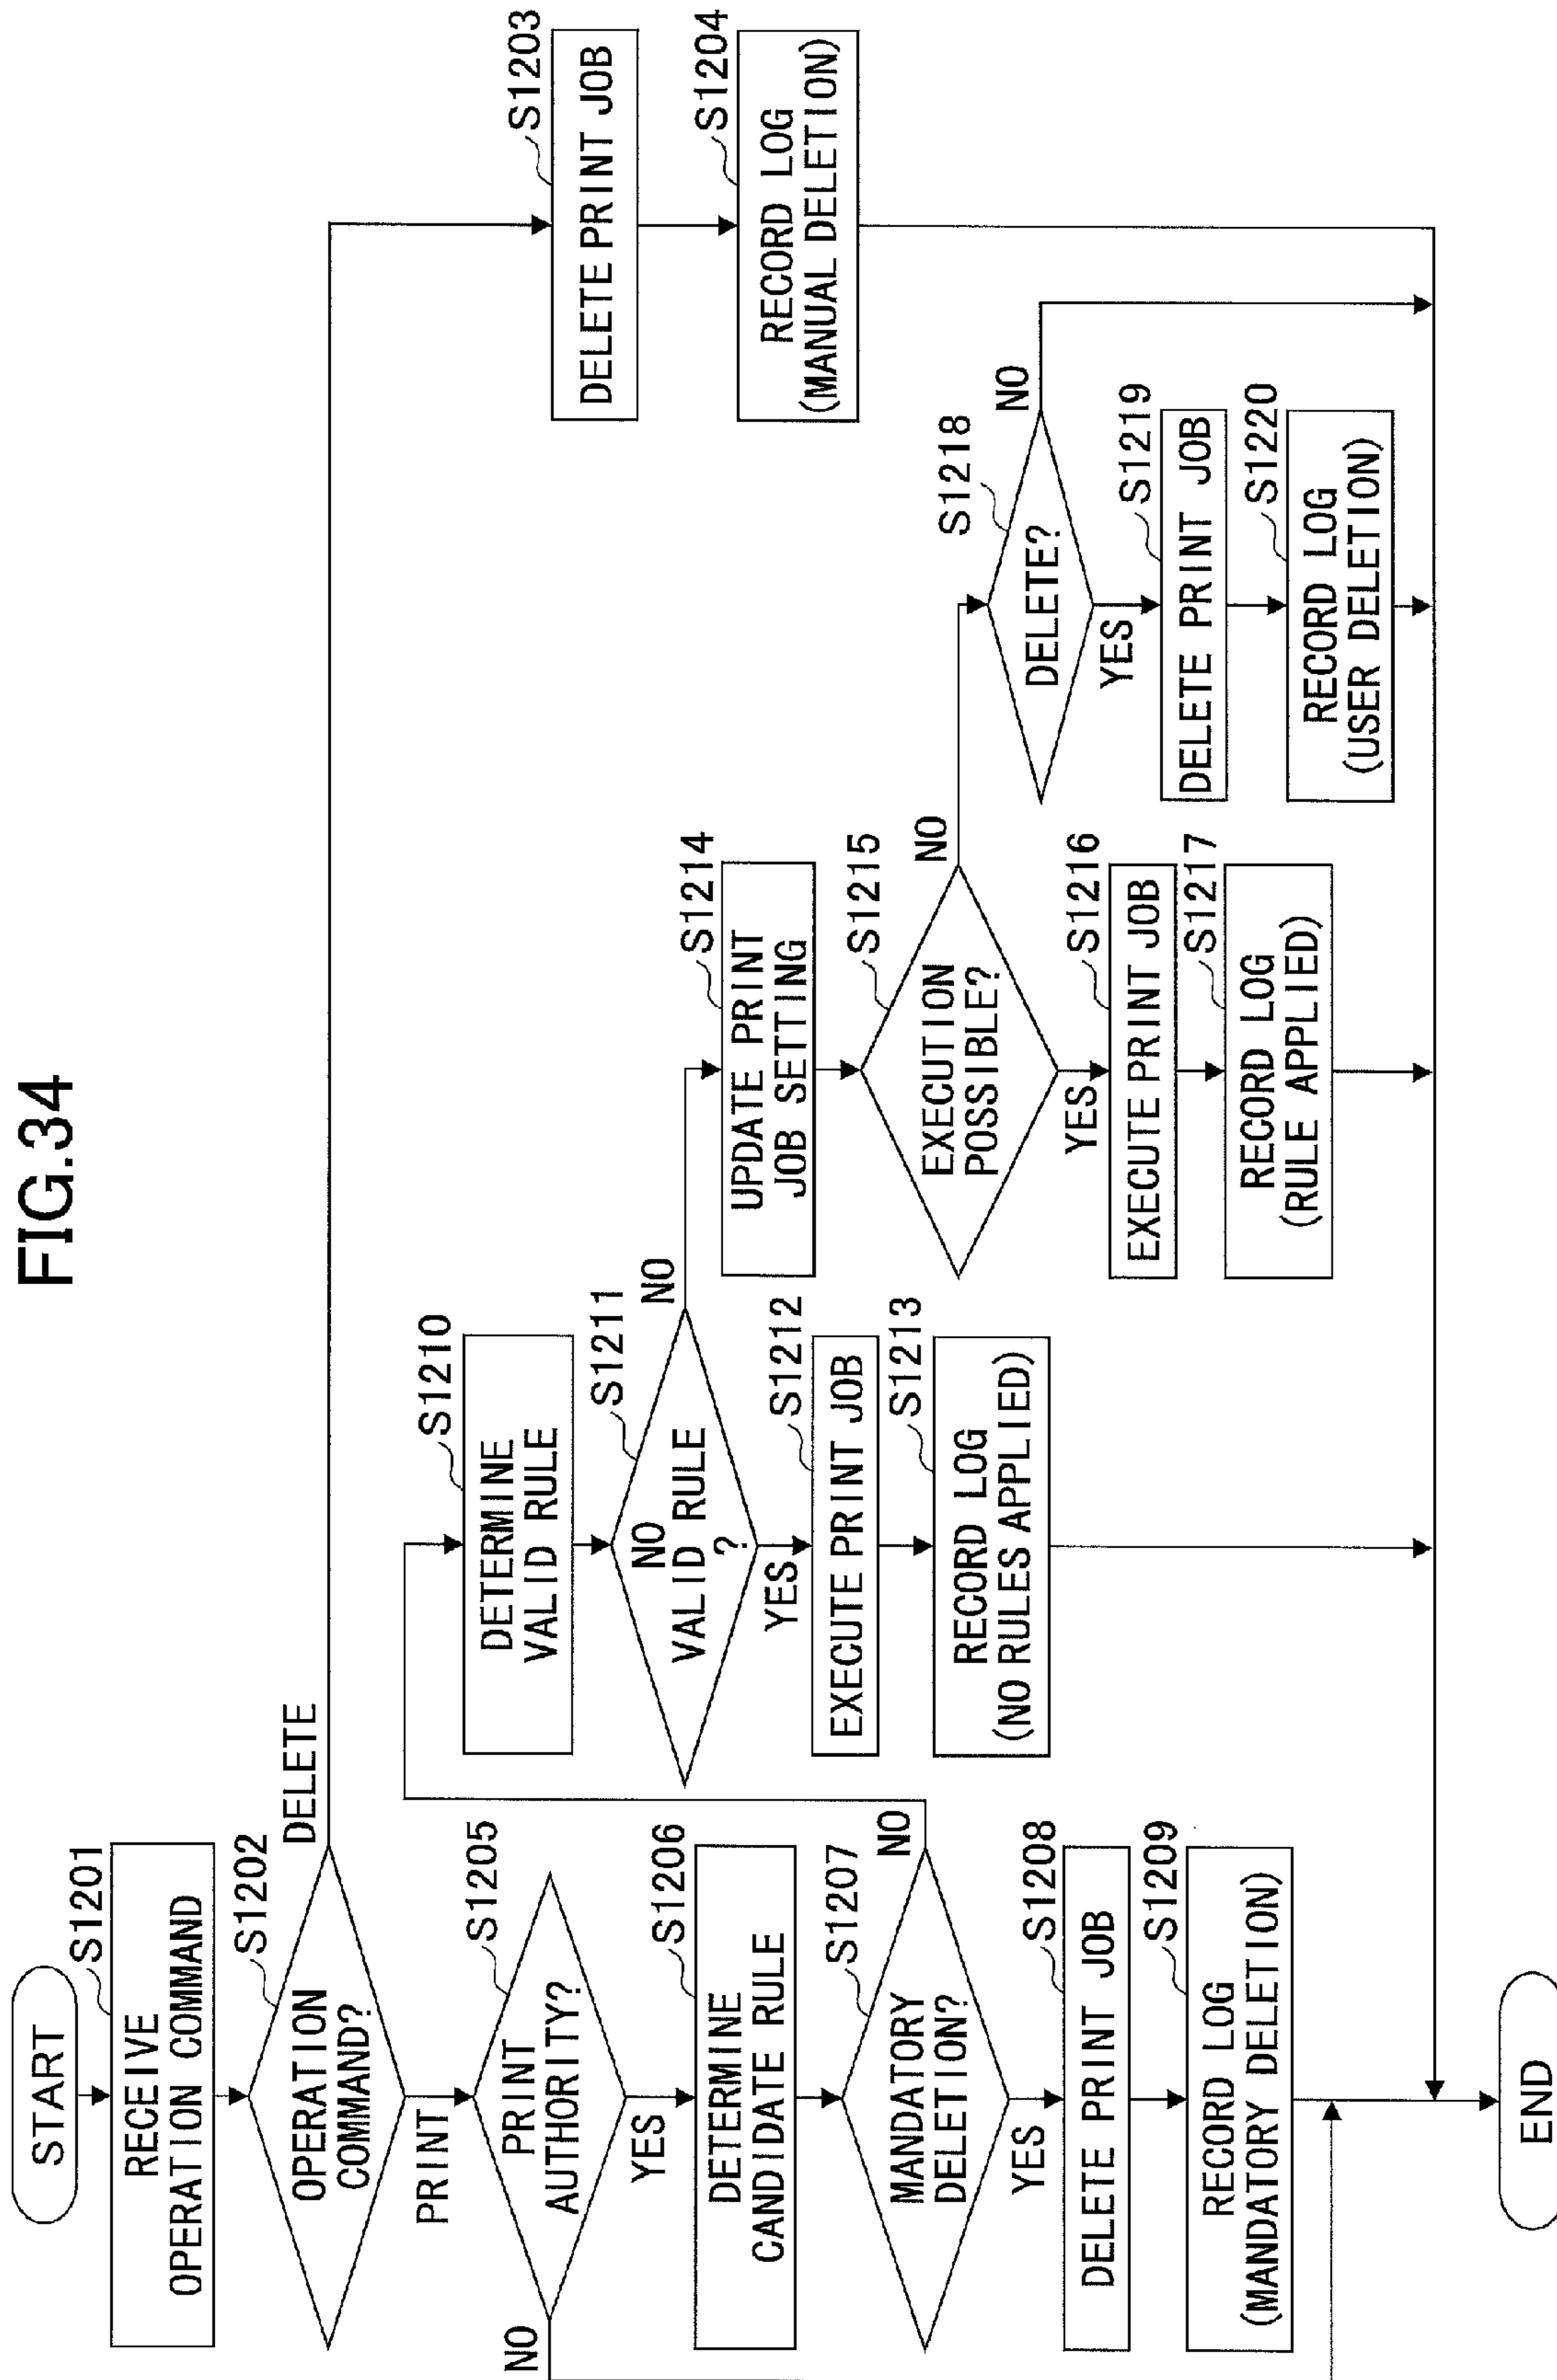 FIG.34
START
S1201
RECEIVE
OPERATION COMMAND
S1202
OPERATION
COMMAND?
DELETE
PRINT
S1203
DELETE PRINT JOB
S1204
RECORD LOG
(MANUAL DELETION)
S1205
PRINT
AUTHORITY?
NO
YES
S1206
DETERMINE
CANDIDATE RULE
S1207
MANDATORY
DELETION?
NO
YES
S1208
DELETE PRINT JOB
S1209
RECORD LOG
(MANDATORY DELETION)
S1210
DETERMINE
VALID RULE
S1211
NO
VALID RULE
?
NO
YES
S1212
EXECUTE PRINT JOB
S1213
RECORD LOG
(NO RULES APPLIED)
S1214
UPDATE PRINT
JOB SETTING
S1215
EXECUTION
POSSIBLE?
NO
YES
S1216
EXECUTE PRINT JOB
S1217
RECORD LOG
(RULE APPLIED)
S1218
DELETE?
NO
YES
S1219
DELETE PRINT JOB
S1220
RECORD LOG
(USER DELETION)
END